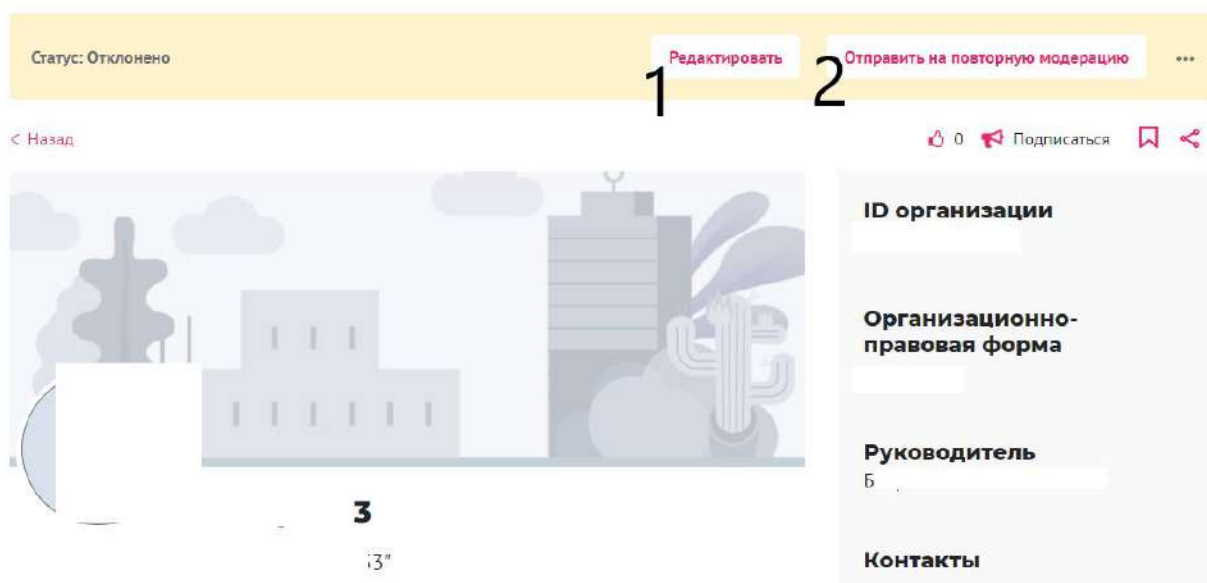 Статус: Отклонено
Редактировать
Отправить на повторную модерацию
1
2
< Назад
0 Подписаться
ID организации
Организационно-
правовая форма
Руководитель
Б
3
53"
Контакты